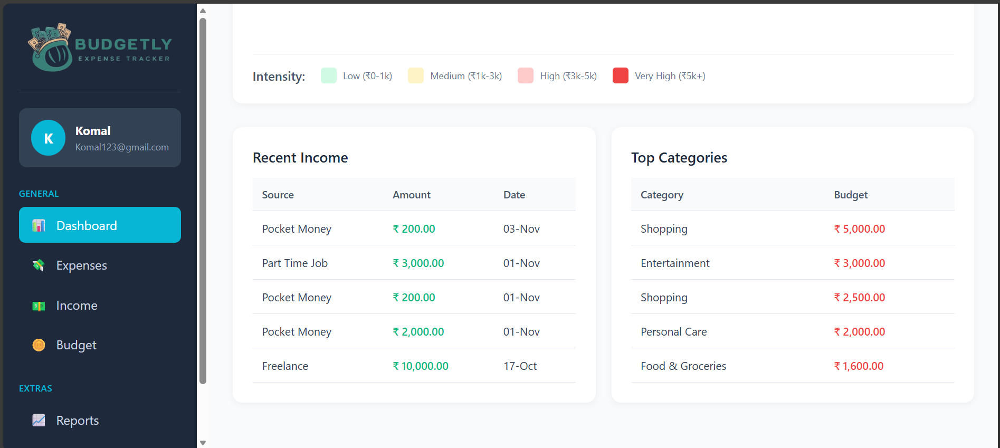 BUDGETLY
EXPENSE TRACKER
K
Komal
Komal123@gmail.com
GENERAL
Dashboard
Expenses
Income
Budget
EXTRAS
Reports
Intensity: Low (₹0-1k) Medium (₹1k-3k) High (₹3k-5k) Very High (₹5k+)
Recent Income
Source Amount Date
Pocket Money ₹ 200.00 03-Nov
Part Time Job ₹ 3,000.00 01-Nov
Pocket Money ₹ 200.00 01-Nov
Pocket Money ₹ 2,000.00 01-Nov
Freelance ₹ 10,000.00 17-Oct
Top Categories
Category Budget
Shopping ₹ 5,000.00
Entertainment ₹ 3,000.00
Shopping ₹ 2,500.00
Personal Care ₹ 2,000.00
Food & Groceries ₹ 1,600.00